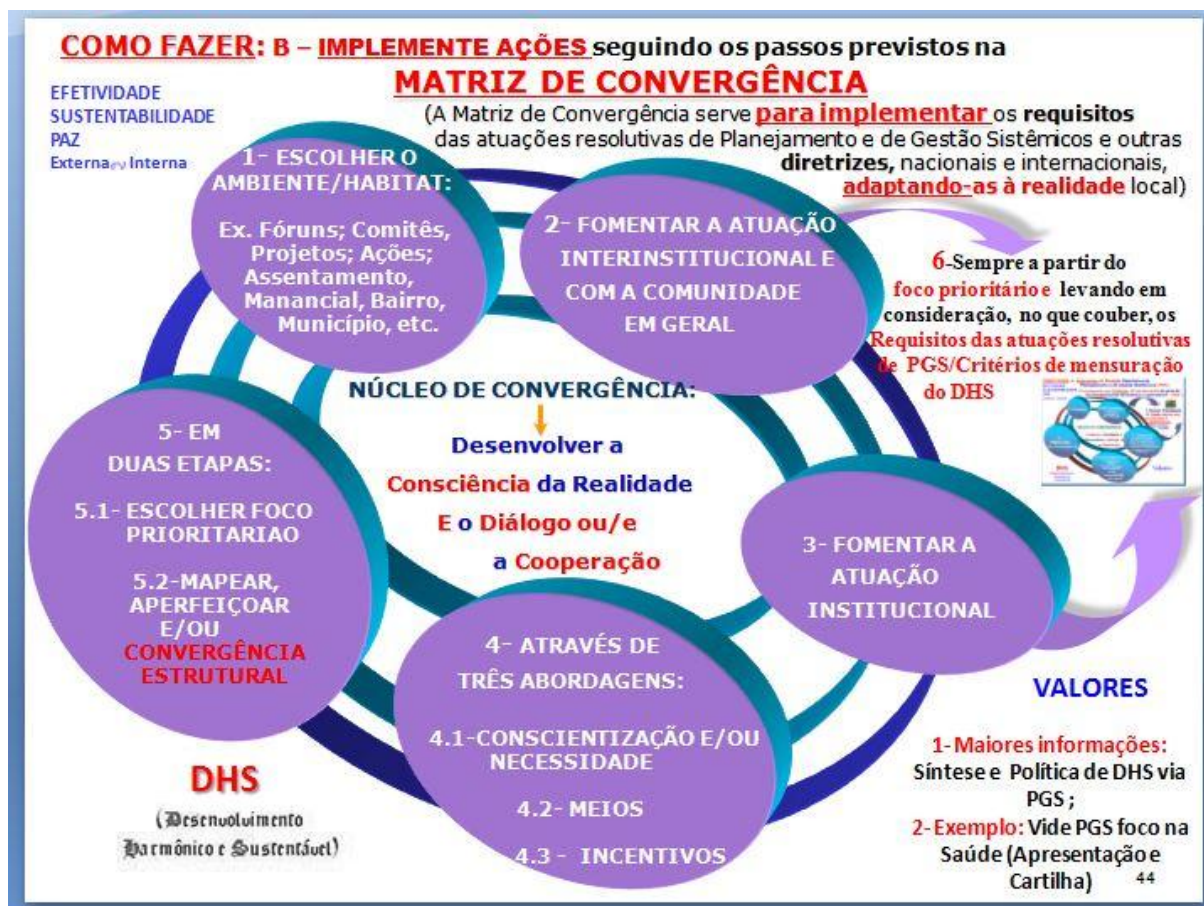 COMO FAZER: B – IMPLEMENTE AÇÕES seguindo os passos previstos na
MATRIZ DE CONVERGÊNCIA
(A Matriz de Convergência serve para implementar os requisitos
das atuações resolutivas de Planejamento e de Gestão Sistêmicos e outras
diretrizes, nacionais e internacionais,
adaptando-as à realidade local)
EFETIVIDADE
SUSTENTABILIDADE
PAZ
Externa Interna
1- ESCOLHER O
AMBIENTE/HABITAT:
Ex. Fóruns; Comitês,
Projetos; Ações;
Assentamento,
Manancial, Bairro,
Município, etc.
2- FOMENTAR A ATUAÇÃO
INTERINSTITUCIONAL E
COM A COMUNIDADE
EM GERAL
6-Sempre a partir do
foco prioritário e levando em
consideração, no que couber, os
Requisitos das atuações resolutivas
de PGS/Critérios de mensuração
do DHS
NÚCLEO DE CONVERGÊNCIA:
Desenvolver a
Consciência da Realidade
E o Diálogo ou/e
a Cooperação
3- FOMENTAR A
ATUAÇÃO
INSTITUCIONAL
4- ATRAVÉS DE
TRÊS ABORDAGENS:
4.1-CONSCIENTIZAÇÃO E/OU
NECESSIDADE
4.2- MEIOS
4.3 - INCENTIVOS
5- EM
DUAS ETAPAS:
5.1- ESCOLHER FOCO
PRIORITARIAO
5.2-MAPEAR,
APERFEIÇOAR
E/OU
CONVERGÊNCIA
ESTRUTURAL
DHS
(Desenvolvimento
Harmônico e Sustentável)
VALORES
1- Maiores informações:
Síntese e Política de DHS via
PGS ;
2- Exemplo: Vide PGS foco na
Saúde (Apresentação e
Cartilha) 44